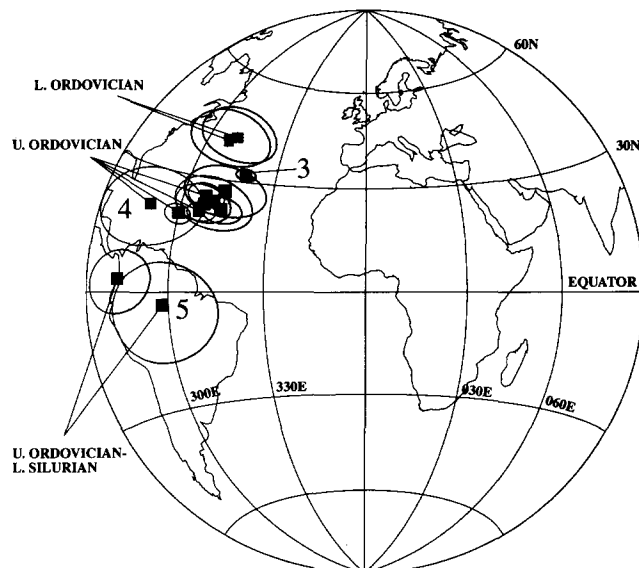 60N
L. ORDOVICIAN
U. ORDOVICIAN
30N
3
4
EQUATOR
5
300E
330E
030E
060E
U. ORDOVICIAN-
L. SILURIAN